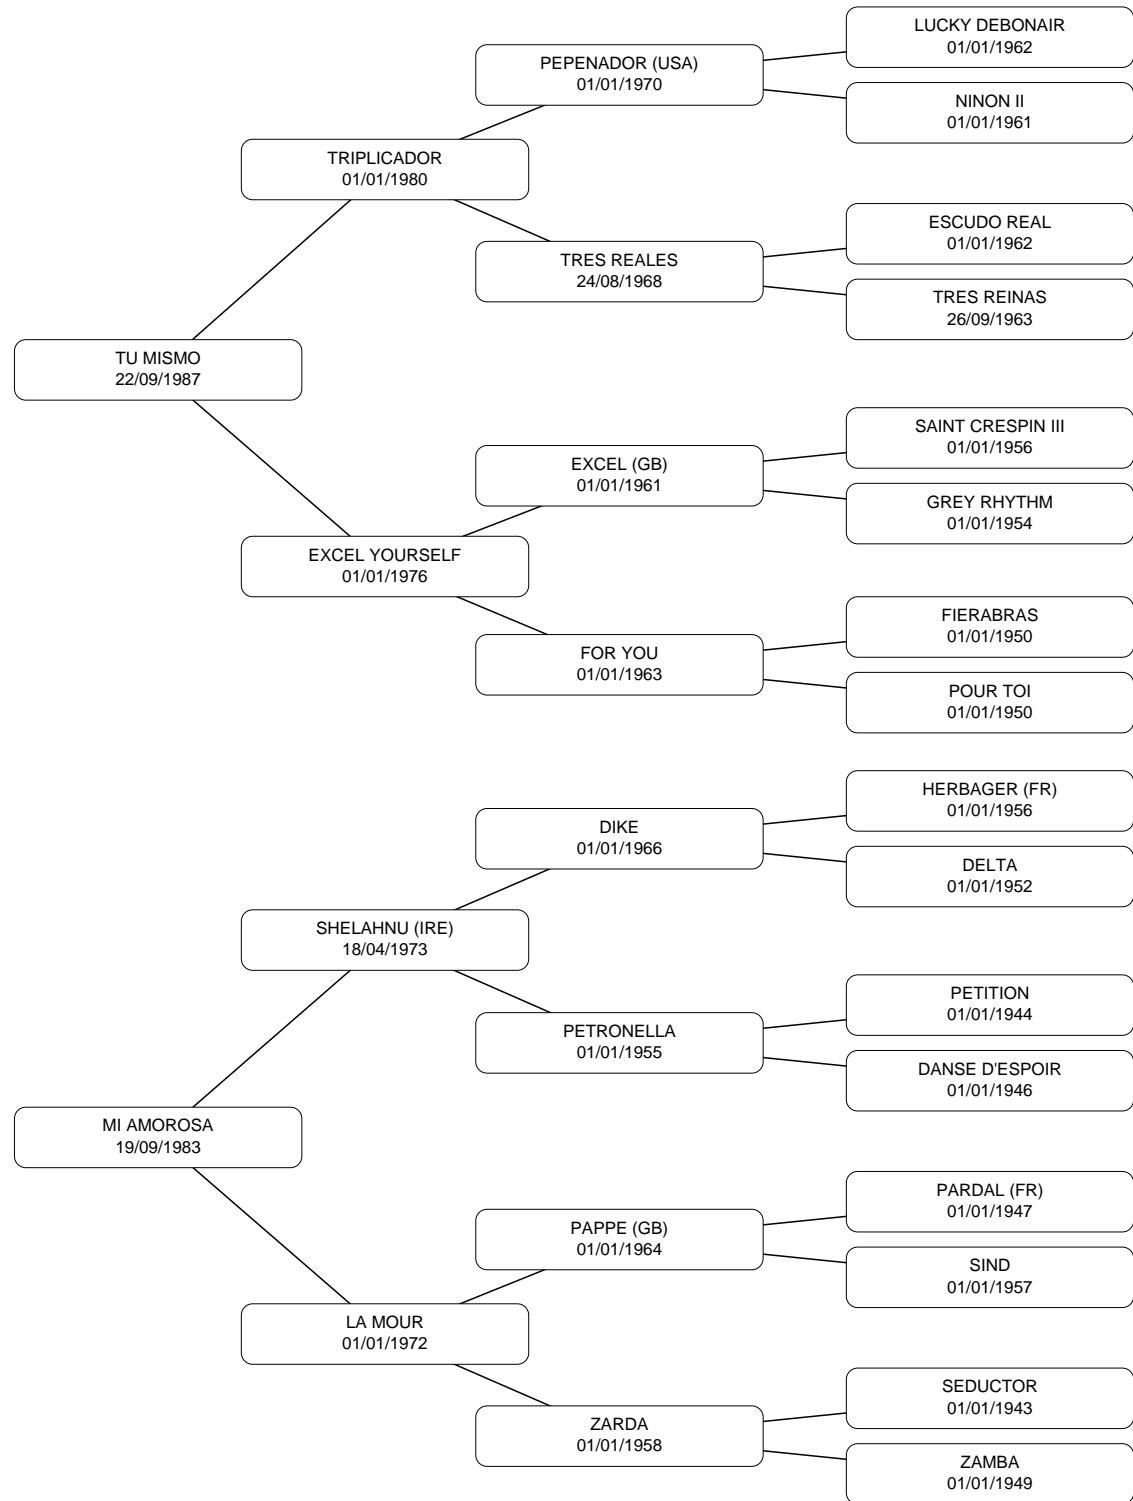 LUCKY DEBONAIR
01/01/1962
PEPENADOR (USA)
01/01/1970
NINON II
01/01/1961
TRIPLICADOR
01/01/1980
ESCUDO REAL
01/01/1962
TRES REALES
24/08/1968
TRES REINAS
26/09/1963
TU MISMO
22/09/1987
SAINT CRESPIN III
01/01/1956
EXCEL (GB)
01/01/1961
GREY RHYTHM
01/01/1954
EXCEL YOURSELF
01/01/1976
FIERABRAS
01/01/1950
FOR YOU
01/01/1963
POUR TOI
01/01/1950
HERBAGER (FR)
01/01/1956
DIKE
01/01/1966
DELTA
01/01/1952
SHELAHNU (IRE)
18/04/1973
PETITION
01/01/1944
PETRONELLA
01/01/1955
DANSE D'ESPOIR
01/01/1946
MI AMOROSA
19/09/1983
PARDAL (FR)
01/01/1947
PAPPE (GB)
01/01/1964
SIND
01/01/1957
LA MOUR
01/01/1972
SEDUCTOR
01/01/1943
ZARDA
01/01/1958
ZAMBA
01/01/1949